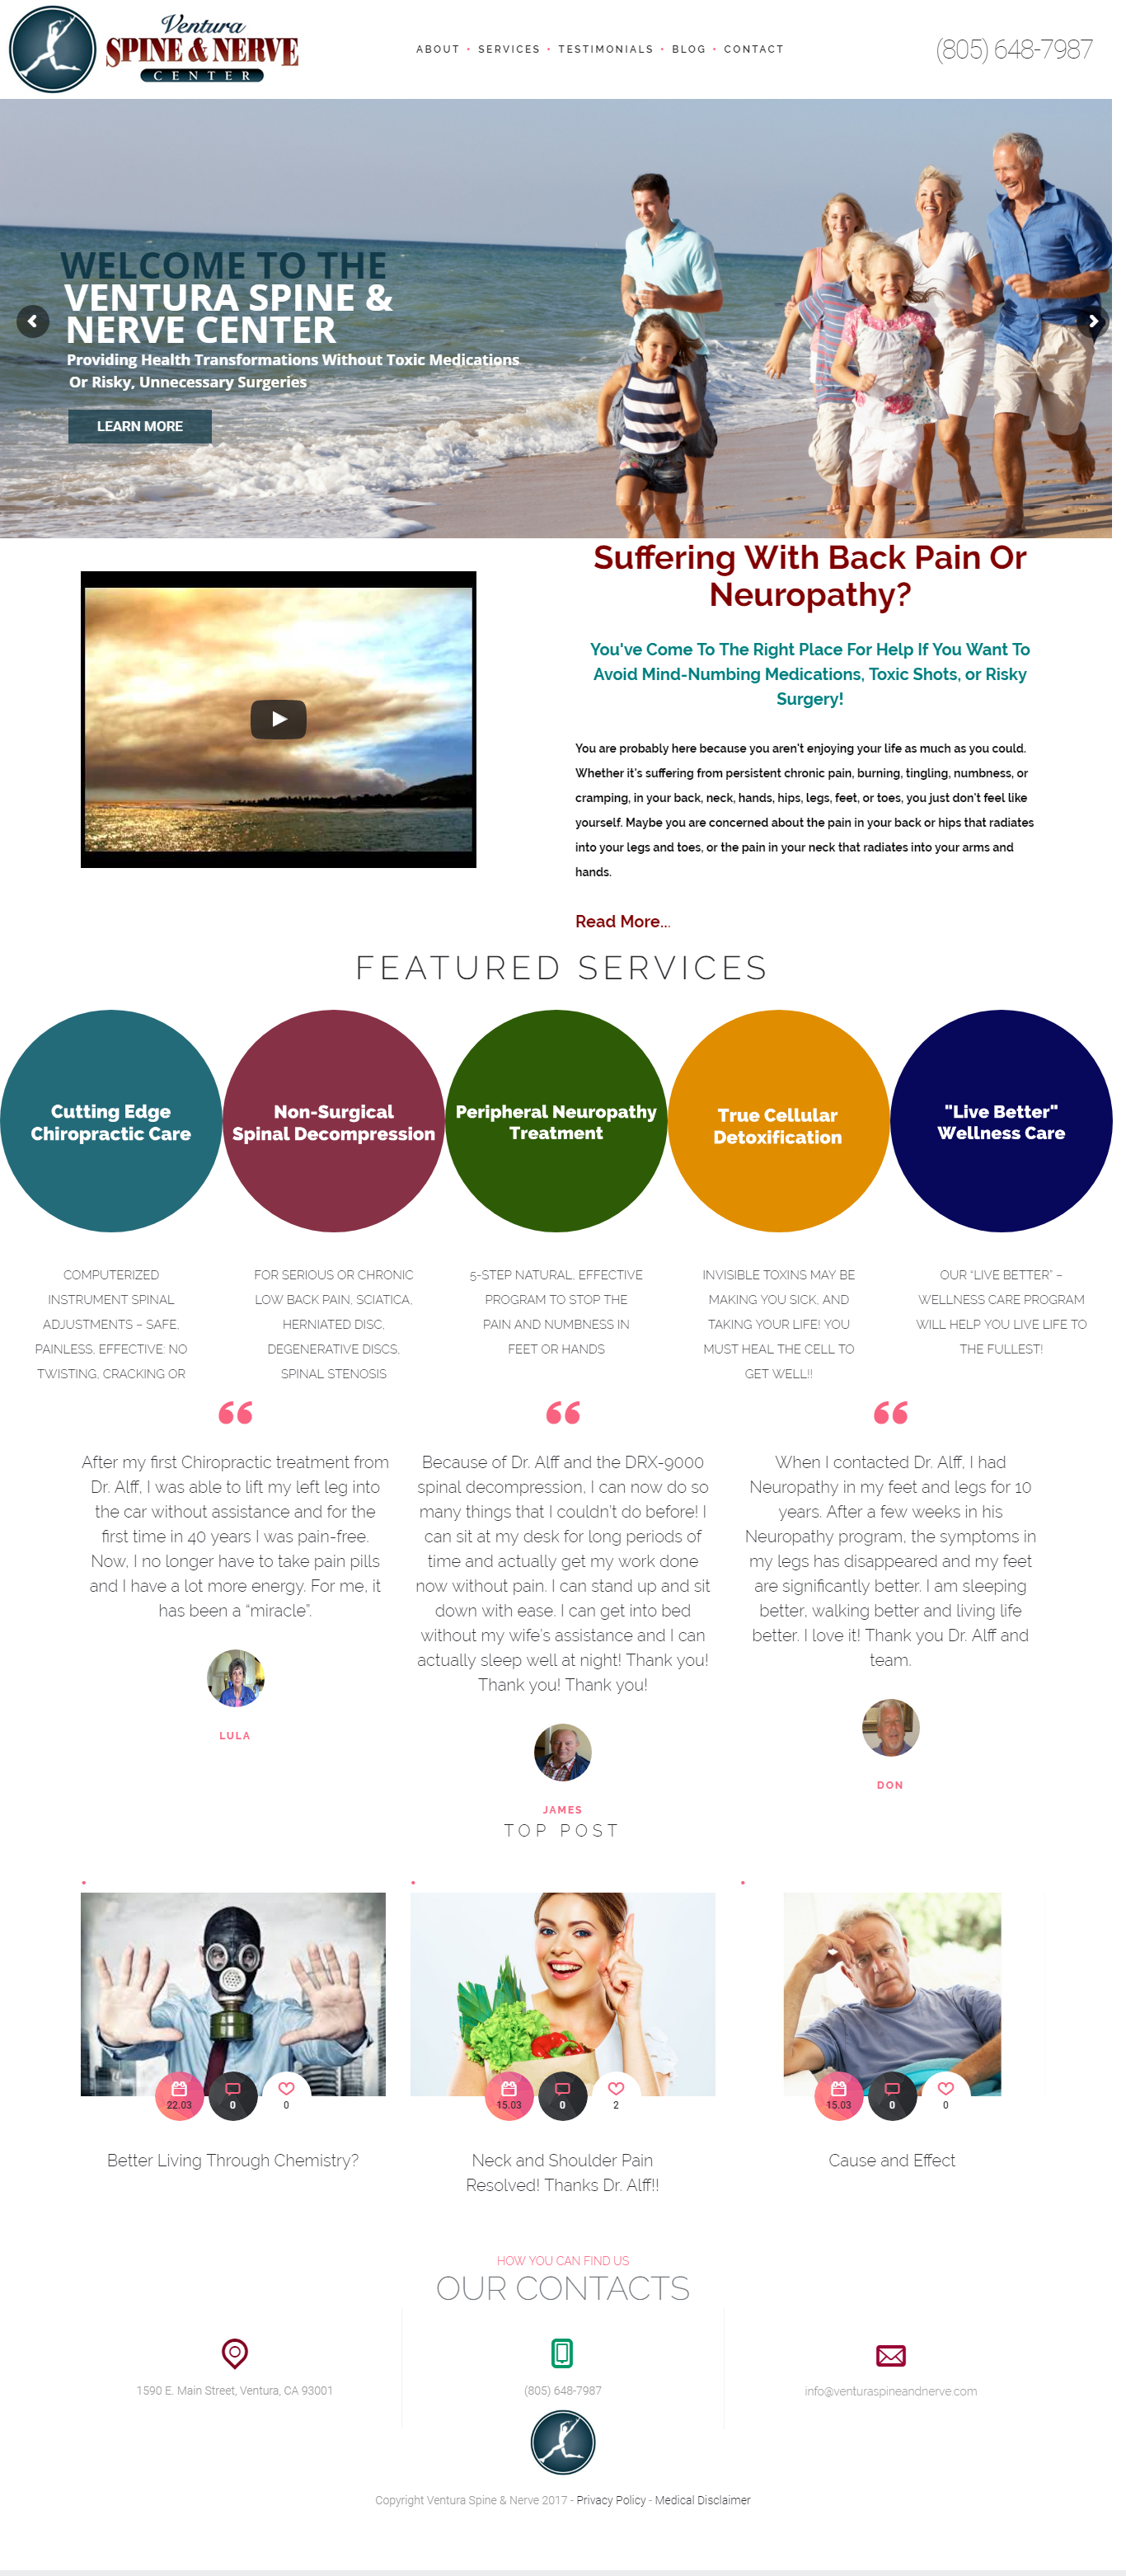 Ventura
SPINE & NERVE
CENTER
ABOUT • SERVICES • TESTIMONIALS • BLOG • CONTACT
(805) 648-7987
WELCOME TO THE
VENTURA SPINE &
NERVE CENTER
Providing Health Transformations Without Toxic Medications
Or Risky, Unnecessary Surgeries
LEARN MORE
Suffering With Back Pain Or
Neuropathy?
You've Come To The Right Place For Help If You Want To
Avoid Mind-Numbing Medications, Toxic Shots, or Risky
Surgery!
You are probably here because you aren't enjoying your life as much as you could.
Whether it's suffering from persistent chronic pain, burning, tingling, numbness, or
cramping, in your back, neck, hands, hips, legs, feet, or toes, you just don't feel like
yourself. Maybe you are concerned about the pain in your back or hips that radiates
into your legs and toes, or the pain in your neck that radiates into your arms and
hands.
Read More...
FEATURED SERVICES
Cutting Edge
Chiropractic Care
Non-Surgical
Spinal Decompression
Peripheral Neuropathy
Treatment
True Cellular
Detoxification
"Live Better"
Wellness Care
COMPUTERIZED
INSTRUMENT SPINAL
ADJUSTMENTS – SAFE,
PAINLESS, EFFECTIVE: NO
TWISTING, CRACKING OR
FOR SERIOUS OR CHRONIC
LOW BACK PAIN, SCIATICA,
HERNIATED DISC,
DEGENERATIVE DISCS,
SPINAL STENOSIS
5-STEP NATURAL, EFFECTIVE
PROGRAM TO STOP THE
PAIN AND NUMBNESS IN
FEET OR HANDS
INVISIBLE TOXINS MAY BE
MAKING YOU SICK, AND
TAKING YOUR LIFE! YOU
MUST HEAL THE CELL TO
GET WELL!!
OUR “LIVE BETTER” –
WELLNESS CARE PROGRAM
WILL HELP YOU LIVE LIFE TO
THE FULLEST!
After my first Chiropractic treatment from
Dr. Alff, I was able to lift my left leg into
the car without assistance and for the
first time in 40 years I was pain-free.
Now, I no longer have to take pain pills
and I have a lot more energy. For me, it
has been a “miracle”.
LULA
Because of Dr. Alff and the DRX-9000
spinal decompression, I can now do so
many things that I couldn't do before! I
can sit at my desk for long periods of
time and actually get my work done
now without pain. I can stand up and sit
down with ease. I can get into bed
without my wife's assistance and I can
actually sleep well at night! Thank you!
Thank you! Thank you!
JAMES
When I contacted Dr. Alff, I had
Neuropathy in my feet and legs for 10
years. After a few weeks in his
Neuropathy program, the symptoms in
my legs has disappeared and my feet
are significantly better. I am sleeping
better, walking better and living life
better. I love it! Thank you Dr. Alff and
team.
DON
TOP POST
22.03
0
0
Better Living Through Chemistry?
15.03
0
2
Neck and Shoulder Pain
Resolved! Thanks Dr. Alff!!
15.03
0
0
Cause and Effect
HOW YOU CAN FIND US
OUR CONTACTS
1590 E. Main Street, Ventura, CA 93001
(805) 648-7987
info@venturaspineandnerve.com
Copyright Ventura Spine & Nerve 2017 - Privacy Policy - Medical Disclaimer